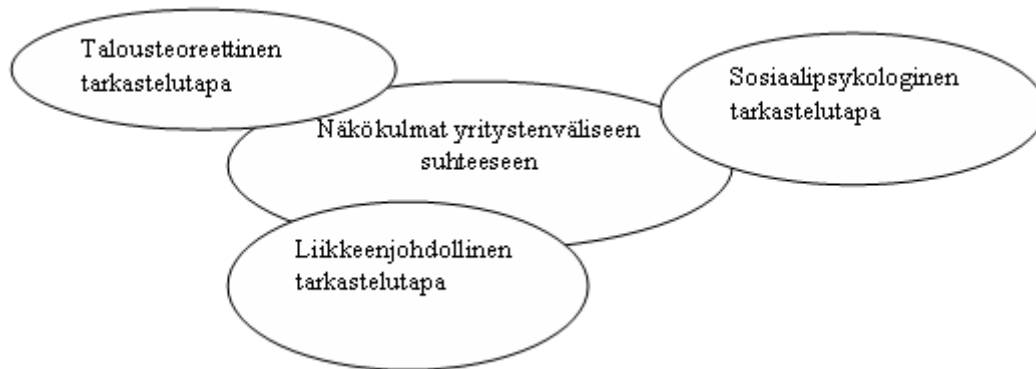 Talousteoreettinen
tarkastelutapa
Sosiaalipsykologinen
tarkastelutapa
Näkökulmat yritystenväliseen
suhteeseen
Liikkeenjohdollinen
tarkastelutapa